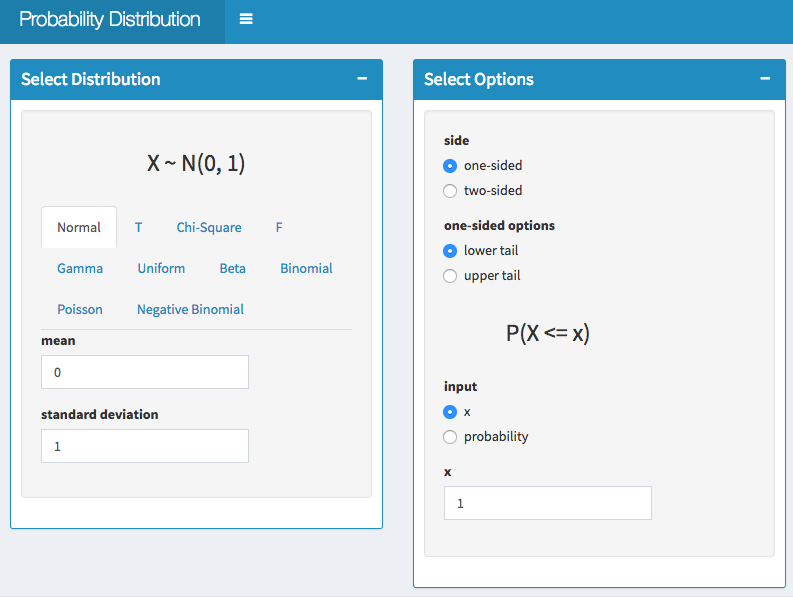 Probability Distribution
Select Distribution
X ~ N(0, 1)
Normal T Chi-Square F
Gamma Uniform Beta Binomial
Poisson Negative Binomial
mean
0
standard deviation
1
Select Options
side
one-sided
two-sided
one-sided options
lower tail
upper tail
P(X <= x)
input
x
probability
x
1